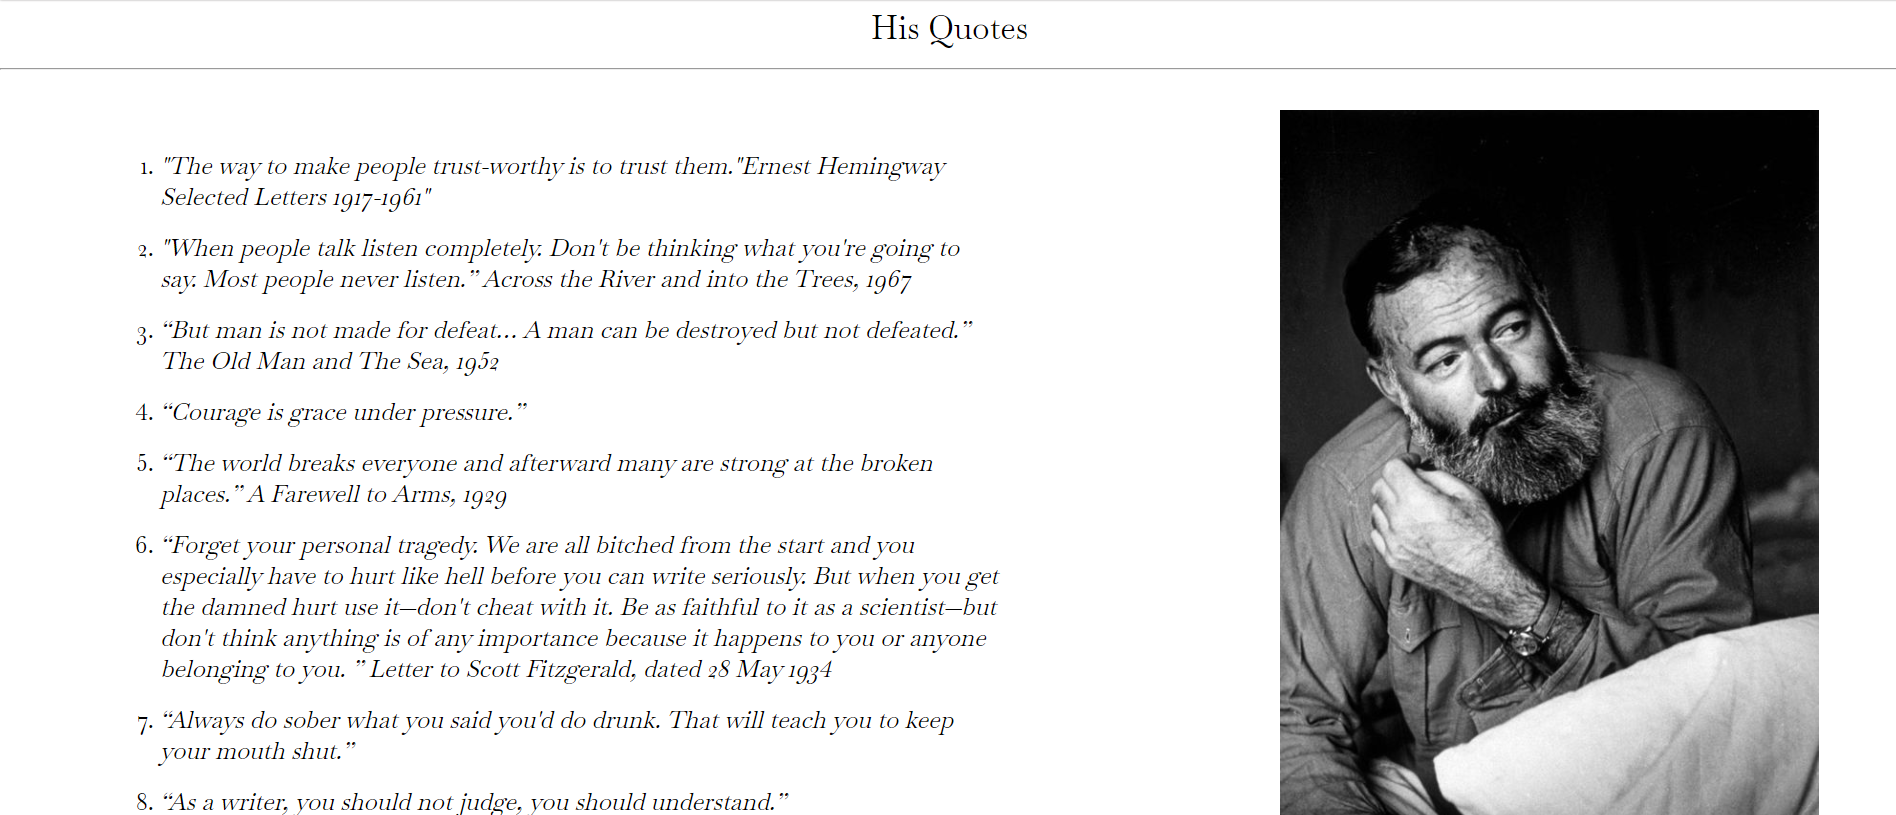 His Quotes
1. "The way to make people trust-worthy is to trust them."Ernest Hemingway
Selected Letters 1917-1961"
2. "When people talk listen completely. Don't be thinking what you're going to
say. Most people never listen.” Across the River and into the Trees, 1967
3. “But man is not made for defeat... A man can be destroyed but not defeated.”
The Old Man and The Sea, 1952
4. “Courage is grace under pressure.”
5. “The world breaks everyone and afterward many are strong at the broken
places.” A Farewell to Arms, 1929
6. “Forget your personal tragedy. We are all bitched from the start and you
especially have to hurt like hell before you can write seriously. But when you get
the damned hurt use it—don't cheat with it. Be as faithful to it as a scientist—but
don't think anything is of any importance because it happens to you or anyone
belonging to you. ” Letter to Scott Fitzgerald, dated 28 May 1934
7. “Always do sober what you said you'd do drunk. That will teach you to keep
your mouth shut.”
8. “As a writer, you should not judge, you should understand.”